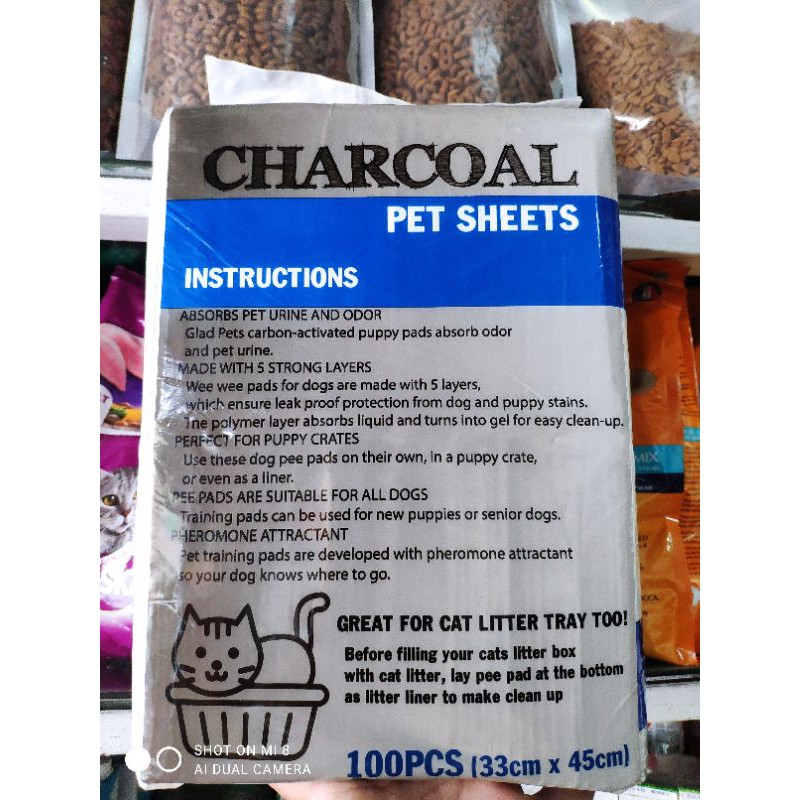 CHARCOAL
PET SHEETS
INSTRUCTIONS
ABSORBS PET URINE AND ODOR
Glad Pets carbon-activated puppy pads absorb odor
and pet urine.
MADE WITH 5 STRONG LAYERS
Wee wee pads for dogs are made with 5 layers,
which ensure leak proof protection from dog and puppy stains.
The polymer layer absorbs liquid and turns into gel for easy clean-up.
PERFECT FOR PUPPY CRATES
Use these dog pee pads on their own, in a puppy crate,
or even as a liner.
PEE PADS ARE SUITABLE FOR ALL DOGS
Training pads can be used for new puppies or senior dogs.
PHEROMONE ATTRACTANT
Pet training pads are developed with pheromone attractant
so your dog knows where to go.
GREAT FOR CAT LITTER TRAY TOO!
Before filling your cats litter box
with cat litter, lay pee pad at the bottom
as litter liner to make clean up
100PCS (33cm x 45cm)
SHOT ON MI 8
AI DUAL CAMERA
MIX